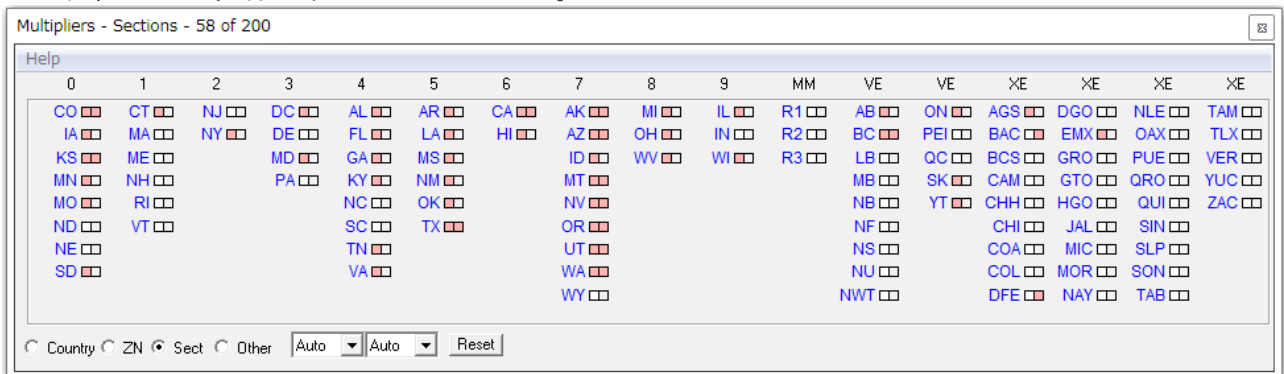 Multipliers - Sections - 58 of 200
Help
0 1 2 3 4 5 6 7 8 9 MM VE VE XE XE XE XE
CO CT NJ DC AL AR CA AK MI IL R1 AB ON AGS DGO NLE TAM
IA MA NY DE FL LA HI AZ OH IN R2 BC PEI BAC EMX OAX TLX
KS ME MD GA MS ID WV WI R3 LB QC BCS GRO PUE VER
MN NH PA KY NM MT MB SK CAM GTO QRO YUC
MO RI NC OK NV NB YT CHH HGO QUI ZAC
ND VT SC TX OR NF CHI JAL SIN
NE TN UT NS COA MIC SLP
SD VA WA NU COL MOR SON
WY NWT DFE NAY TAB
Country ZN Sect Other Auto Auto Reset